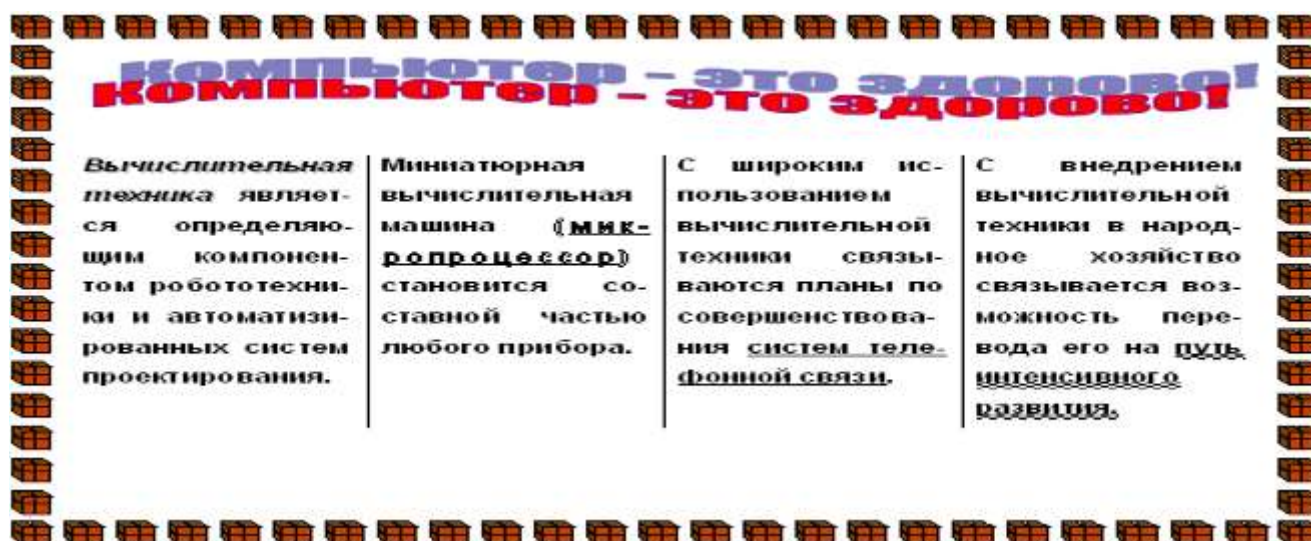 Компьютер – это здорово!
Вычислительная
техника являет-
ся определяю-
щим компонен-
том робототехни-
ки и автоматизи-
рованных систем
проектирования.
Миниатюрная
вычислительная
машина (мик-
ропроцессор)
становится со-
ставной частью
любого прибора.
С широким ис-
пользованием
вычислительной
техники связы-
ваются планы по
совершенствова-
ния систем теле-
фонной связи.
С внедрением
вычислительной
техники в народ-
ное хозяйство
связывается воз-
можность пере-
вода его на путь
интенсивного
развития.